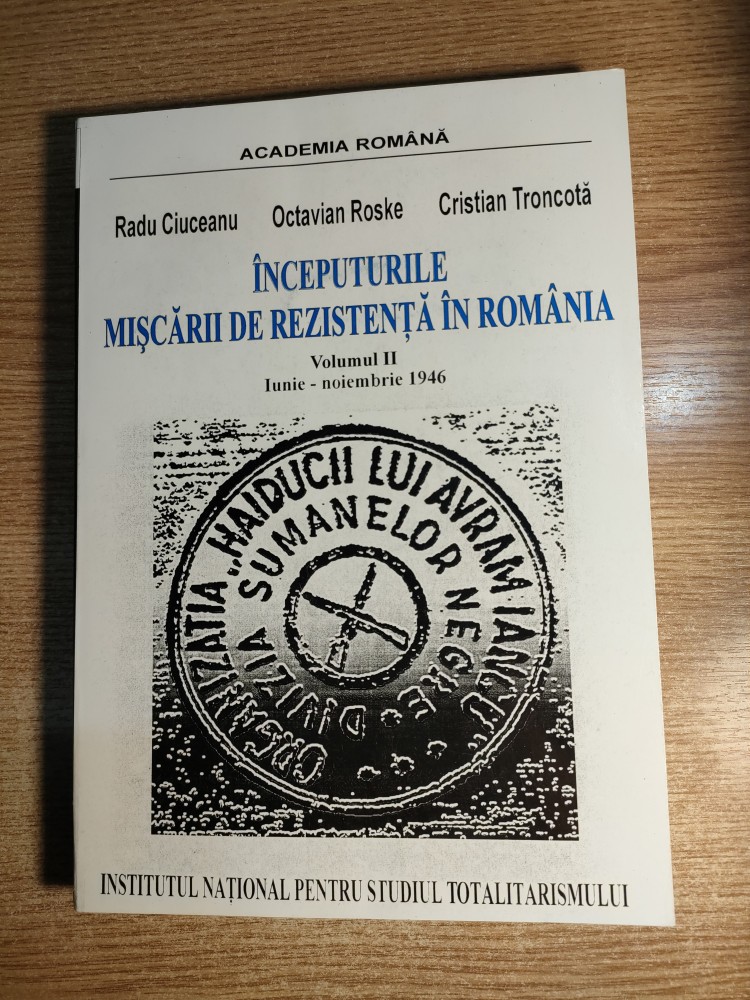 ACADEMIA ROMÂNĂ
Radu Ciuceanu Octavian Roske Cristian Troncotă
ÎNCEPUTURILE
MIŞCĂRII DE REZISTENŢĂ ÎN ROMÂNIA
Volumul II
Iunie - noiembrie 1946
ORGANIZATIA „HAIDUCII LUI AVRAM IANCU"
DIVIZIA SUMANELOR NEGRE
INSTITUTUL NAŢIONAL PENTRU STUDIUL TOTALITARISMULUI